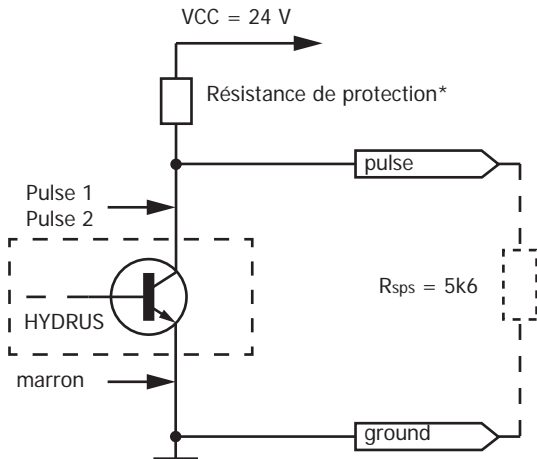 VCC = 24 V
Résistance de protection*
pulse
Pulse 1
Pulse 2
Rsps = 5k6
HYDRUS
marron
ground